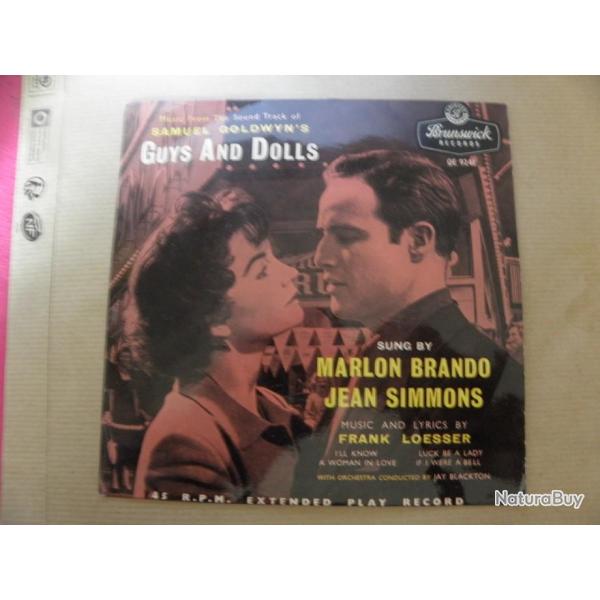 Music from The Sound Track of
SAMUEL GOLDWYN'S
GUYS AND DOLLS
Brunswick
RECORDS
SUNG BY
MARLON BRANDO
JEAN SIMMONS
MUSIC AND LYRICS BY
FRANK LOESSER
I'LL KNOW LUCK BE A LADY
A WOMAN IN LOVE IF I WERE A BELL
WITH ORCHESTRA CONDUCTED BY JAY BLACKTON
45 R.P.M. EXTENDED PLAY RECORD
NF
NaturaBuy